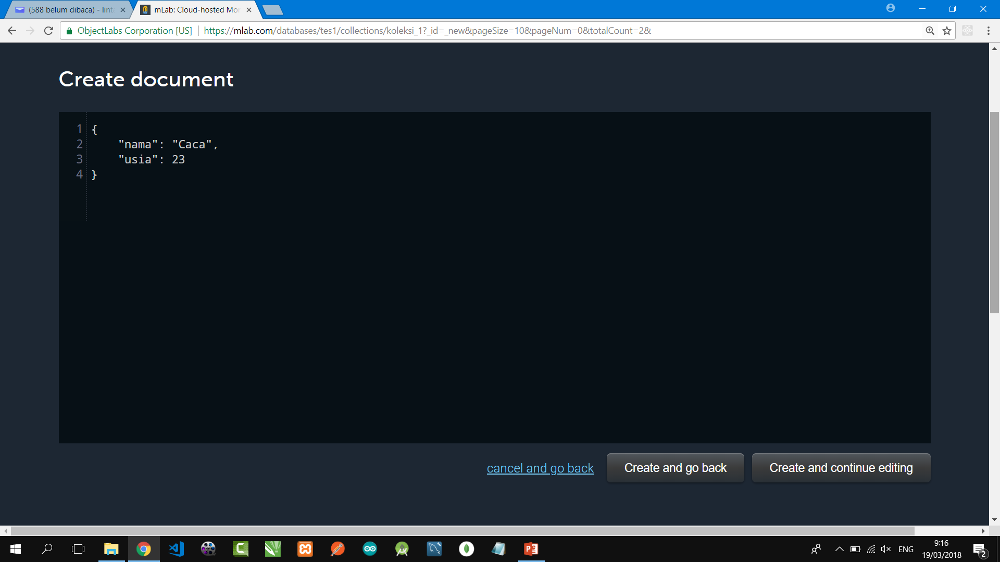 (588 belum dibaca) - lint
mLab: Cloud-hosted Mo
ObjectLabs Corporation [US]
https://mlab.com/databases/tes1/collections/koleksi_1?_id=_new&pageSize=10&pageNum=0&totalCount=2&
Create document
1 {
2 "nama": "Caca",
3 "usia": 23
4 }
cancel and go back
Create and go back
Create and continue editing
ENG
9:16
19/03/2018
2